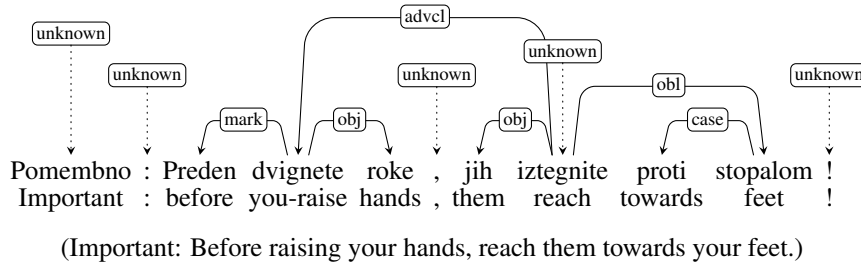 advcl
unknown unknown
unknown unknown unknown
obl
mark obj obj case
Pomembno : Preden dvignete roke , jih iztegnite proti stopalom !
Important : before you-raise hands , them reach towards feet !
(Important: Before raising your hands, reach them towards your feet.)